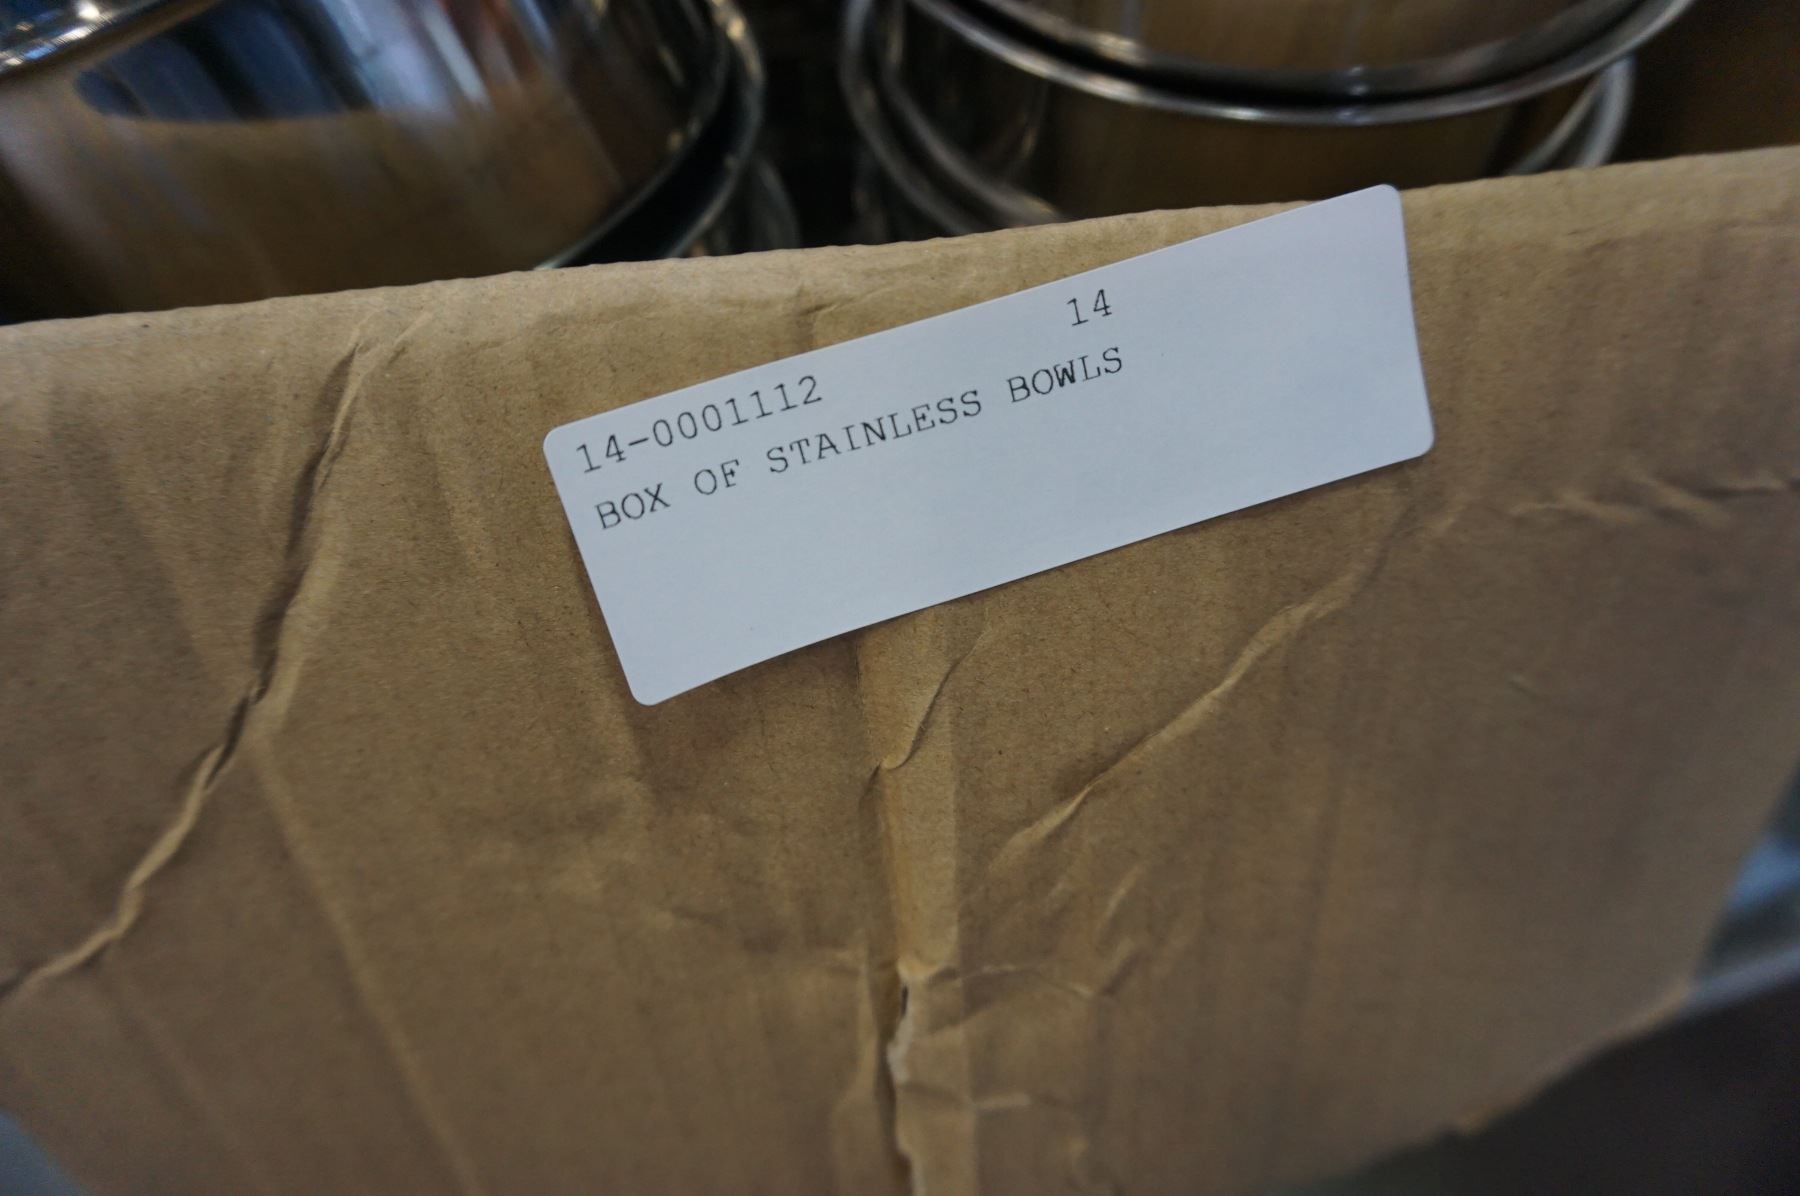 14-0001112 14
BOX OF STAINLESS BOWLS